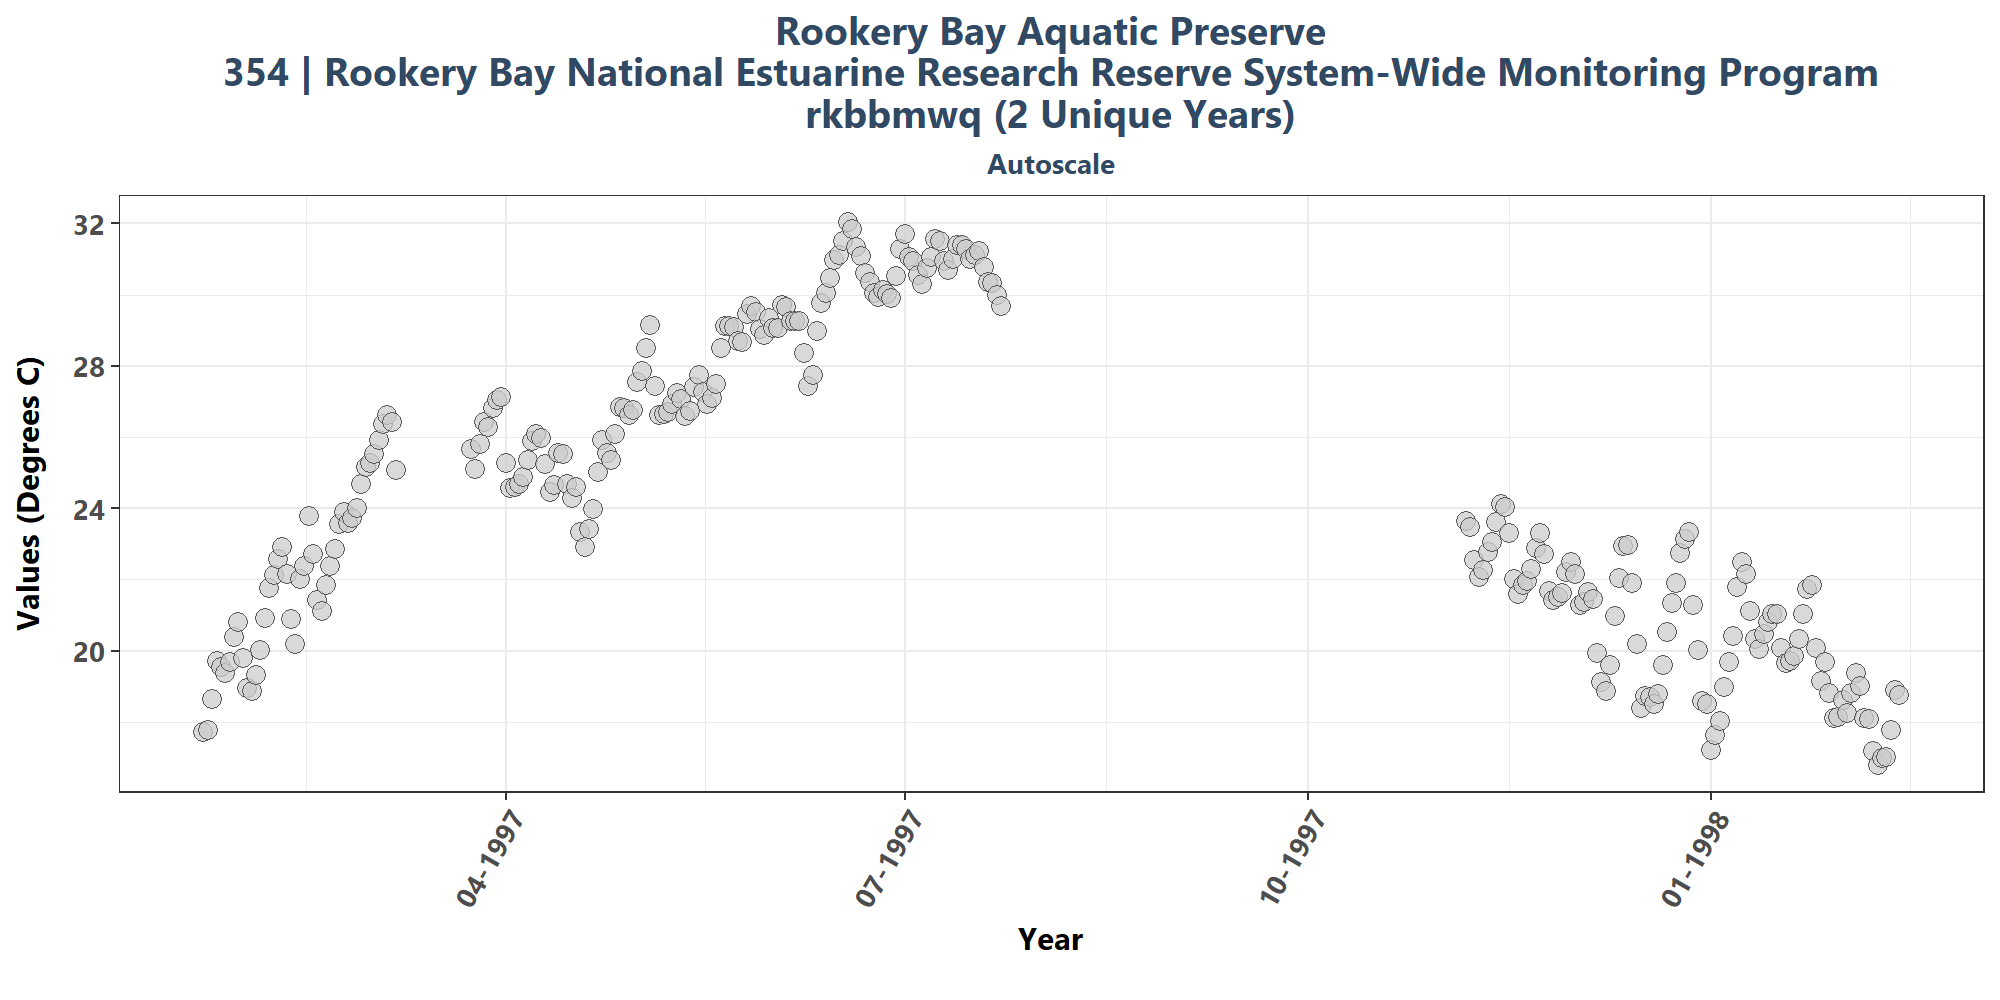 Rookery Bay Aquatic Preserve
354 | Rookery Bay National Estuarine Research Reserve System-Wide Monitoring Program
rkbbmwq (2 Unique Years)
Autoscale
Values (Degrees C)
32
28
24
20
04-1997
07-1997
10-1997
01-1998
Year